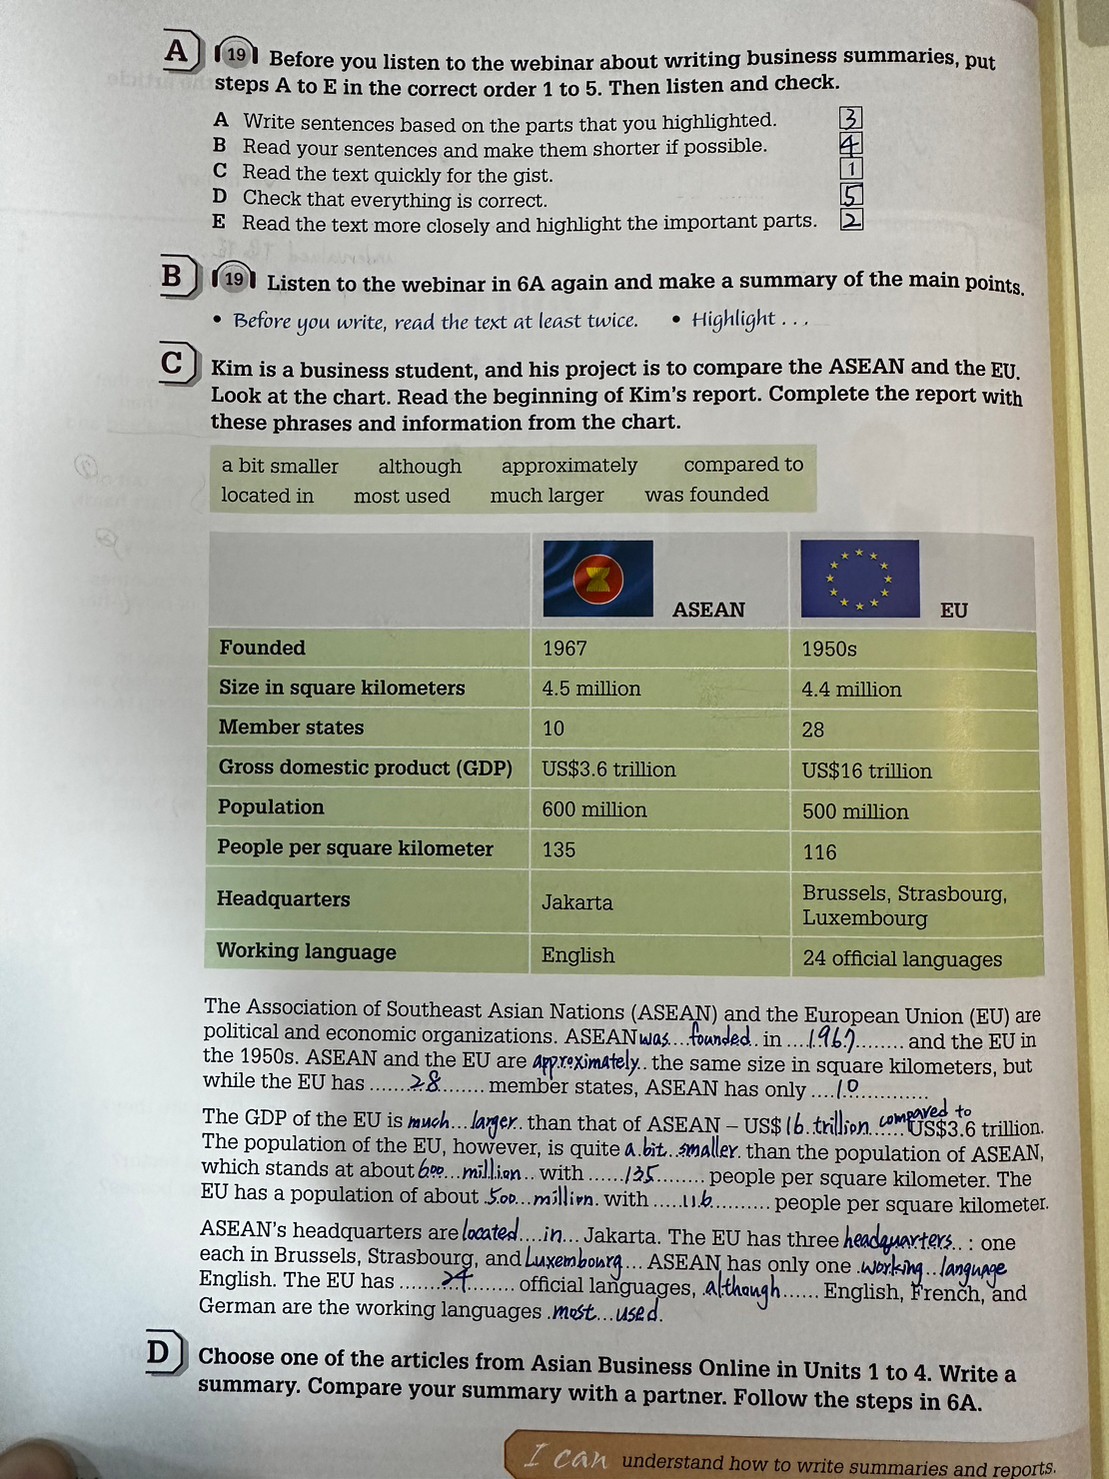 A 19 Before you listen to the webinar about writing business summaries, put
steps A to E in the correct order 1 to 5. Then listen and check.
A Write sentences based on the parts that you highlighted. 3
B Read your sentences and make them shorter if possible. 4
C Read the text quickly for the gist. 1
D Check that everything is correct. 5
E Read the text more closely and highlight the important parts. 2
B 19 Listen to the webinar in 6A again and make a summary of the main points.
• Before you write, read the text at least twice. • Highlight . . .
C Kim is a business student, and his project is to compare the ASEAN and the EU.
Look at the chart. Read the beginning of Kim's report. Complete the report with
these phrases and information from the chart.
a bit smaller although approximately compared to
located in most used much larger was founded
ASEAN EU
Founded 1967 1950s
Size in square kilometers 4.5 million 4.4 million
Member states 10 28
Gross domestic product (GDP) US$3.6 trillion US$16 trillion
Population 600 million 500 million
People per square kilometer 135 116
Headquarters Jakarta Brussels, Strasbourg,
Luxembourg
Working language English 24 official languages
The Association of Southeast Asian Nations (ASEAN) and the European Union (EU) are
political and economic organizations. ASEAN was founded in 1967 and the EU in
the 1950s. ASEAN and the EU are approximately the same size in square kilometers, but
while the EU has 28 member states, ASEAN has only 10
The GDP of the EU is much larger than that of ASEAN – US$ 16 trillion compared to US$3.6 trillion.
The population of the EU, however, is quite a bit smaller than the population of ASEAN,
which stands at about 600 million with 135 people per square kilometer. The
EU has a population of about 500 million with 116 people per square kilometer.
ASEAN's headquarters are located in Jakarta. The EU has three headquarters : one
each in Brussels, Strasbourg, and Luxembourg ASEAN has only one working language
English. The EU has 24 official languages, although English, French, and
German are the working languages most used.
D Choose one of the articles from Asian Business Online in Units 1 to 4. Write a
summary. Compare your summary with a partner. Follow the steps in 6A.
I can understand how to write summaries and reports.